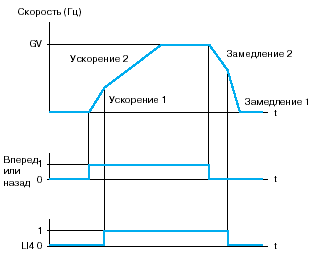 Скорость (Гц)
GV
Ускорение 2
Замедление 2
Ускорение 1
Замедление 1
t
Вперед
1
или
назад
0
t
1
LI4 0
t